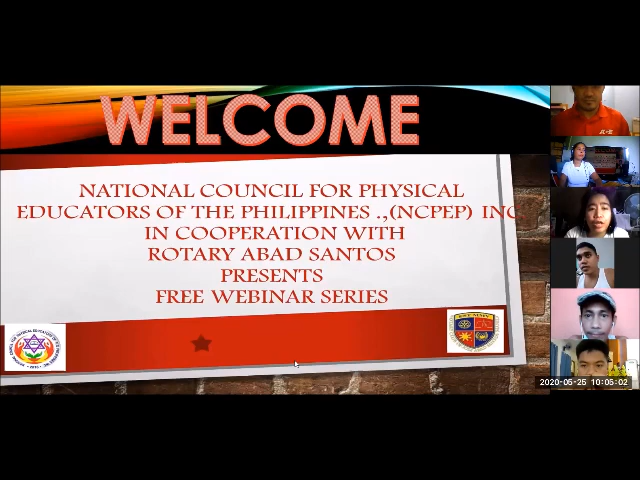 WELCOME
NATIONAL COUNCIL FOR PHYSICAL
EDUCATORS OF THE PHILIPPINES .,(NCPEP) INC
IN COOPERATION WITH
ROTARY ABAD SANTOS
PRESENTS
FREE WEBINAR SERIES
2020-05-25 10:05:02